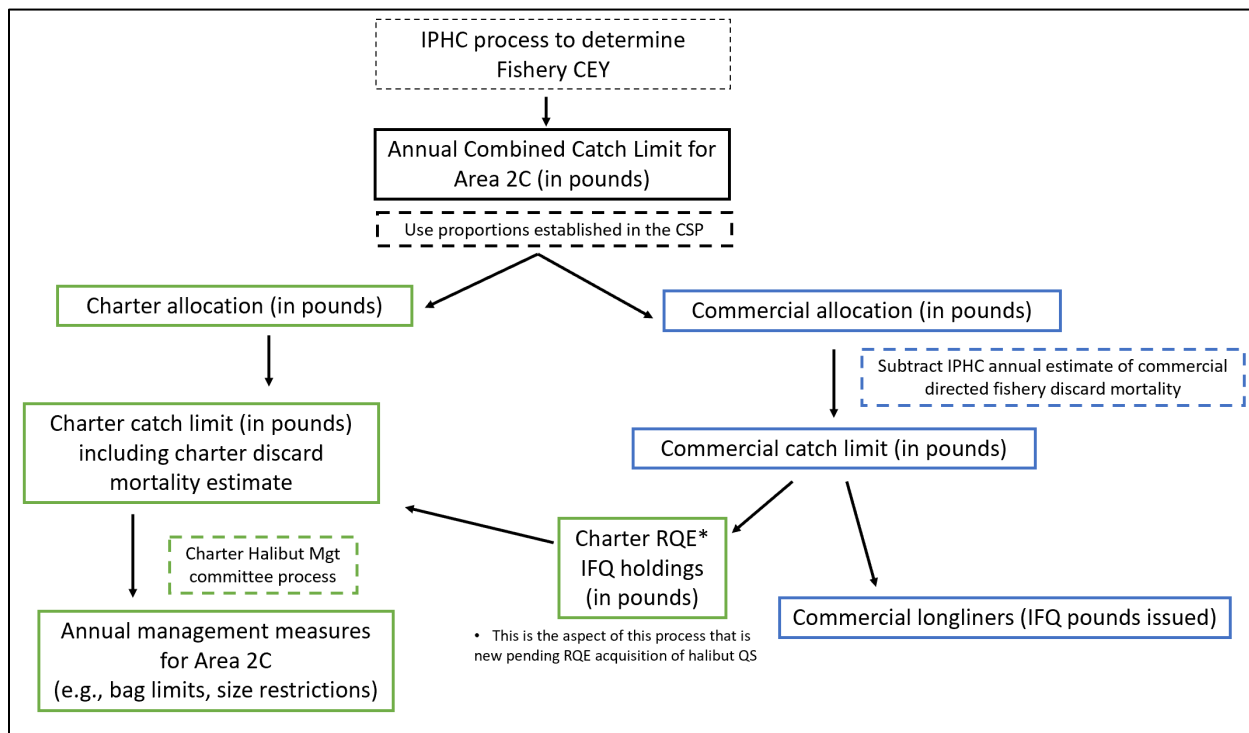 IPHC process to determine
Fishery CEY
Annual Combined Catch Limit for
Area 2C (in pounds)
Use proportions established in the CSP
Charter allocation (in pounds)
Commercial allocation (in pounds)
Subtract IPHC annual estimate of commercial
directed fishery discard mortality
Charter catch limit (in pounds)
including charter discard
mortality estimate
Commercial catch limit (in pounds)
Charter Halibut Mgt
committee process
Charter RQE*
IFQ holdings
(in pounds)
Commercial longliners (IFQ pounds issued)
Annual management measures
for Area 2C
(e.g., bag limits, size restrictions)
• This is the aspect of this process that is
new pending RQE acquisition of halibut QS